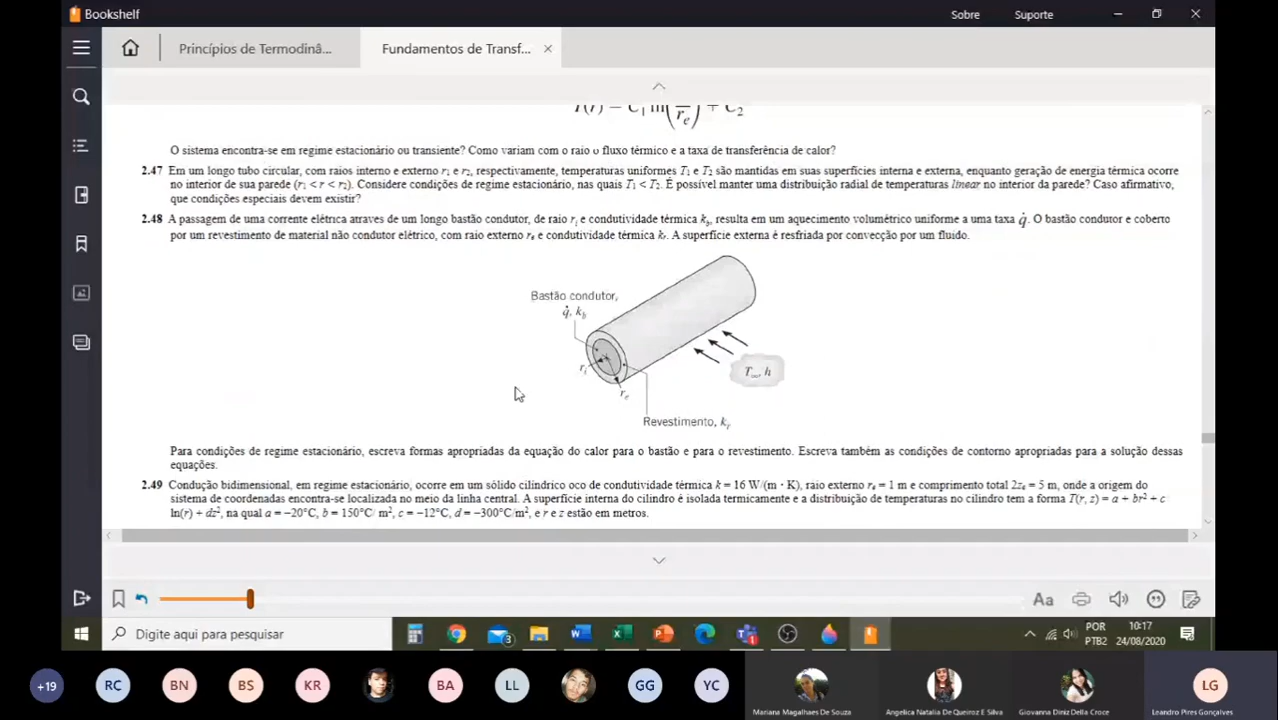 Bookshelf
Sobre
Suporte
Princípios de Termodinâ...
Fundamentos de Transf...
T(r) = C₁ ln(r/rₑ) + C₂
O sistema encontra-se em regime estacionário ou transiente? Como variam com o raio o fluxo térmico e a taxa de transferência de calor?
2.47 Em um longo tubo circular, com raios interno e externo r₁ e r₂, respectivamente, temperaturas uniformes T₁ e T₂ são mantidas em suas superfícies interna e externa, enquanto geração de energia térmica ocorre
no interior de sua parede (r₁ < r < r₂). Considere condições de regime estacionário, nas quais T₁ < T₂. É possível manter uma distribuição radial de temperaturas linear no interior da parede? Caso afirmativo,
que condições especiais devem existir?
2.48 A passagem de uma corrente elétrica através de um longo bastão condutor, de raio rᵢ e condutividade térmica k_b, resulta em um aquecimento volumétrico uniforme a uma taxa q̇. O bastão condutor e coberto
por um revestimento de material não condutor elétrico, com raio externo rₑ e condutividade térmica kᵣ. A superfície externa é resfriada por convecção por um fluido.
Bastão condutor,
q̇, k_b
rᵢ
rₑ
T∞, h
Revestimento, kᵣ
Para condições de regime estacionário, escreva formas apropriadas da equação do calor para o bastão e para o revestimento. Escreva também as condições de contorno apropriadas para a solução dessas
equações.
2.49 Condução bidimensional, em regime estacionário, ocorre em um sólido cilíndrico oco de condutividade térmica k = 16 W/(m · K), raio externo rₑ = 1 m e comprimento total 2zₑ = 5 m, onde a origem do
sistema de coordenadas encontra-se localizada no meio da linha central. A superfície interna do cilindro é isolada termicamente e a distribuição de temperaturas no cilindro tem a forma T(r, z) = a + br² + c
ln(r) + dz², na qual a = −20°C, b = 150°C/ m², c = −12°C, d = −300°C/m², e r e z estão em metros.
Aa
Digite aqui para pesquisar
3
1
POR
PTB2
10:17
24/08/2020
+19
RC
BN
BS
KR
BA
LL
GG
YC
LG
Mariana Magalhaes De Souza
Angelica Natalia De Queiroz E Silva
Giovanna Diniz Della Croce
Leandro Pires Gonçalves